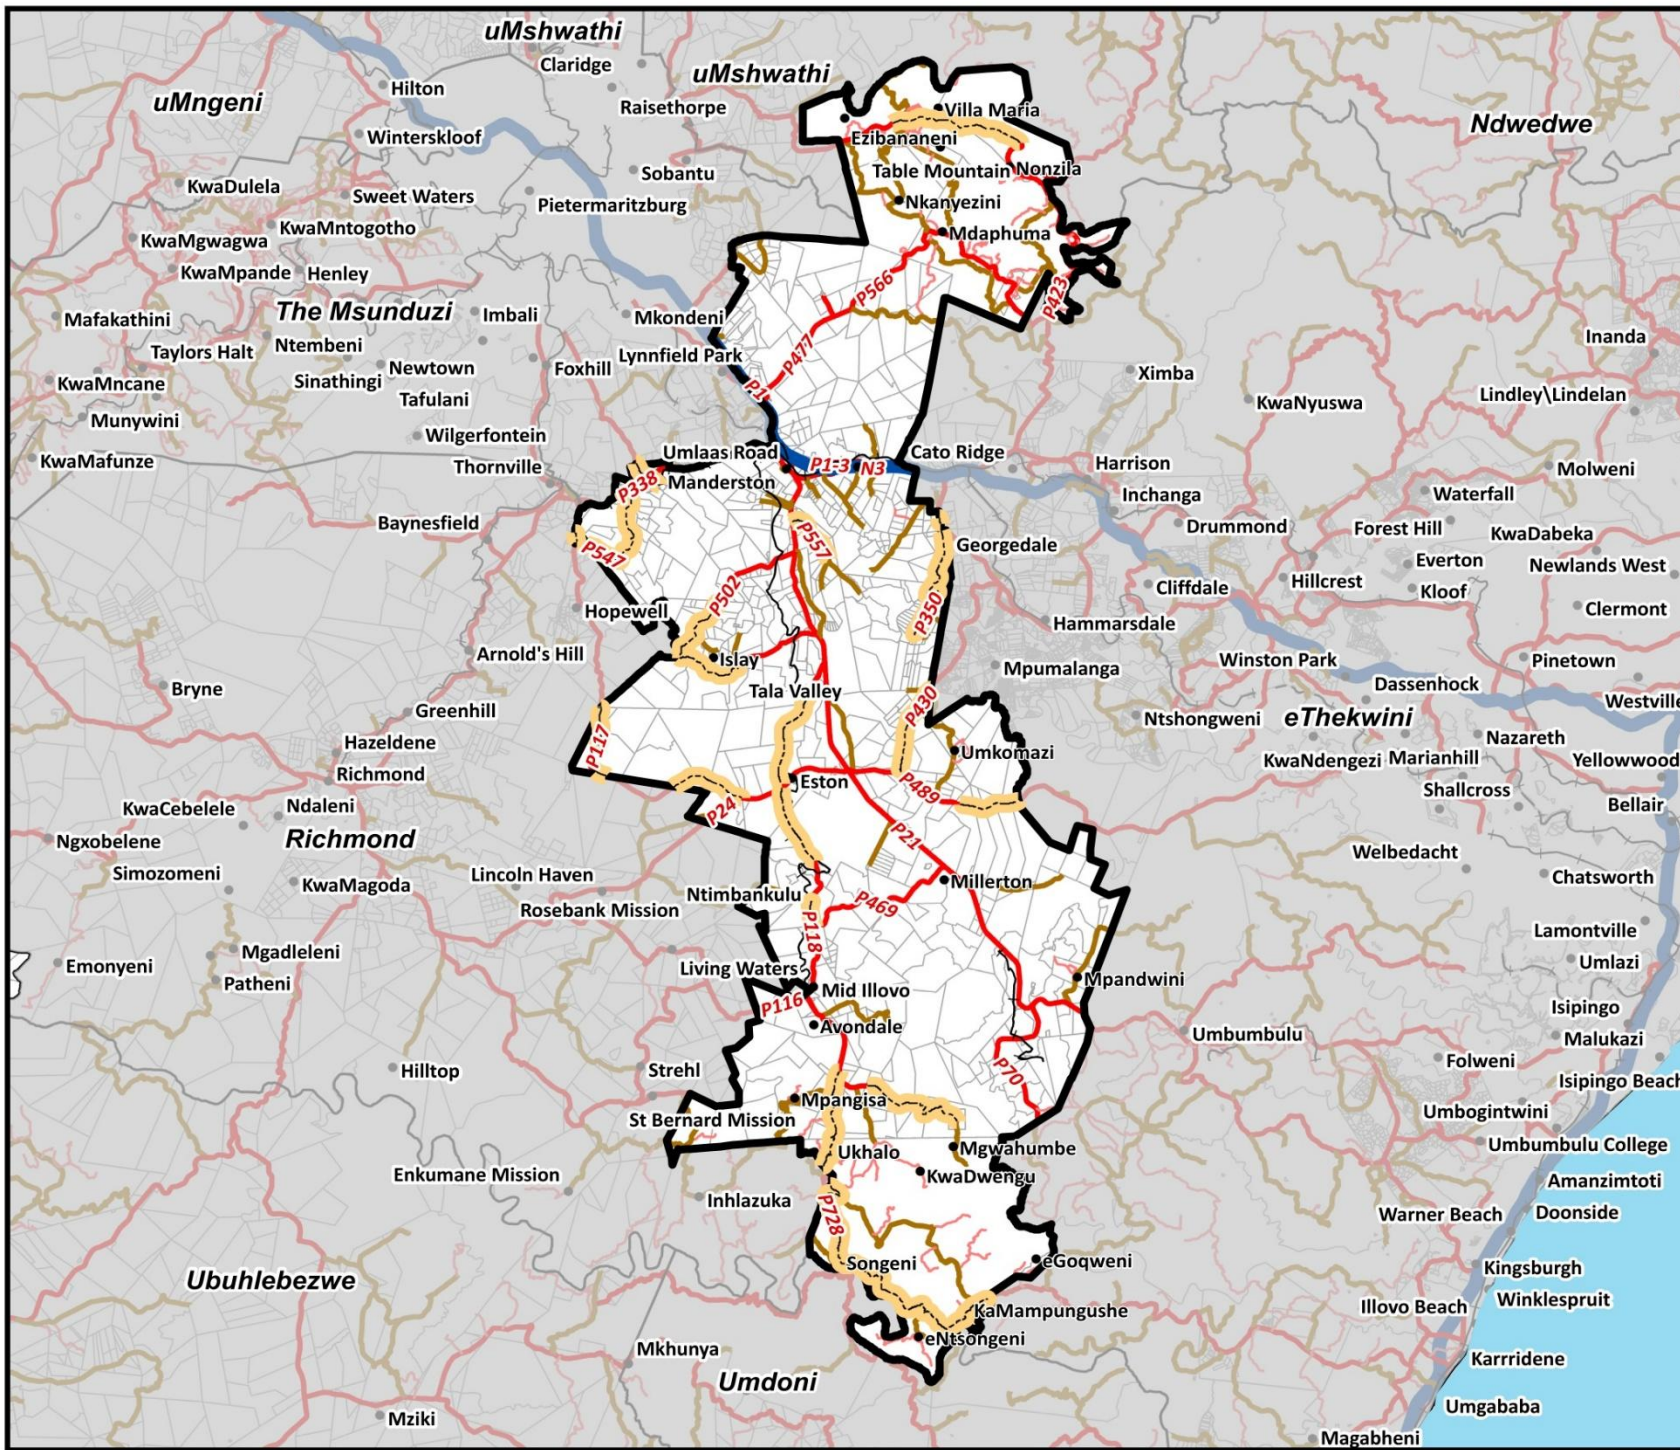 uMshwathi
Claridge
uMshwathi
uMngeni
Hilton
Raisethorpe
Villa Maria
Ndwedwe
Winterskloof
Ezibananeni
Sobantu
Table Mountain
Nonzila
KwaDulela
Sweet Waters
Pietermaritzburg
Nkanyezini
KwaMgwagwa
KwaMntogotho
Mdaphuma
KwaMpande
Henley
P566
P423
The Msunduzi
Imbali
Mkondeni
Mafakathini
Taylors Halt
Ntembeni
Lynnfield Park
P477
Inanda
KwaMncane
Sinathingi
Newtown
Foxhill
P1
Ximba
Tafulani
KwaNyuswa
Lindley\Lindelan
Munywini
Wilgerfontein
KwaMafunze
Thornville
Umlaas Road
P1-3
N3
Cato Ridge
Harrison
Molweni
P338
Manderston
Inchanga
Waterfall
Baynesfield
P557
Drummond
Forest Hill
KwaDabeka
P547
Georgedale
Everton
Newlands West
P502
Cliffdale
Hillcrest
Kloof
Hopewell
P350
Hammarsdale
Clermont
Arnold's Hill
Islay
Mpumalanga
Winston Park
Pinetown
Bryne
Tala Valley
Dassenhock
Westville
Greenhill
P430
Ntshongweni
eThekwini
P117
Hazeldene
Umkomazi
KwaNdengezi
Marianhill
Nazareth
Yellowwood
Richmond
Eston
P489
Shallcross
KwaCebelele
Ndaleni
P24
Bellair
Ngxobelene
Richmond
P21
Welbedacht
Simozomeni
KwaMagoda
Lincoln Haven
Ntimbankulu
Millerton
Chatsworth
Rosebank Mission
P469
P118
Lamontville
Emonyeni
Mgadleleni
Living Waters
Umlazi
Patheni
Mpandwini
Mid Illovo
P116
Isipingo
Avondale
Umbumbulu
Malukazi
Hilltop
Strehl
P70
Folweni
Isipingo Beach
Mpangisa
Umbogintwini
St Bernard Mission
Ukhalo
Mgwahumbe
Umbumbulu College
Enkumane Mission
KwaDwengu
Amanzimtoti
Inhlazuka
P728
Warner Beach
Doonside
Songeni
eGoqweni
Kingsburgh
Ubuhlebezwe
Winklespruit
KaMampungushe
Illovo Beach
eNtsongeni
Mkhunya
Karrridene
Umdoni
Mziki
Umgababa
Magabheni